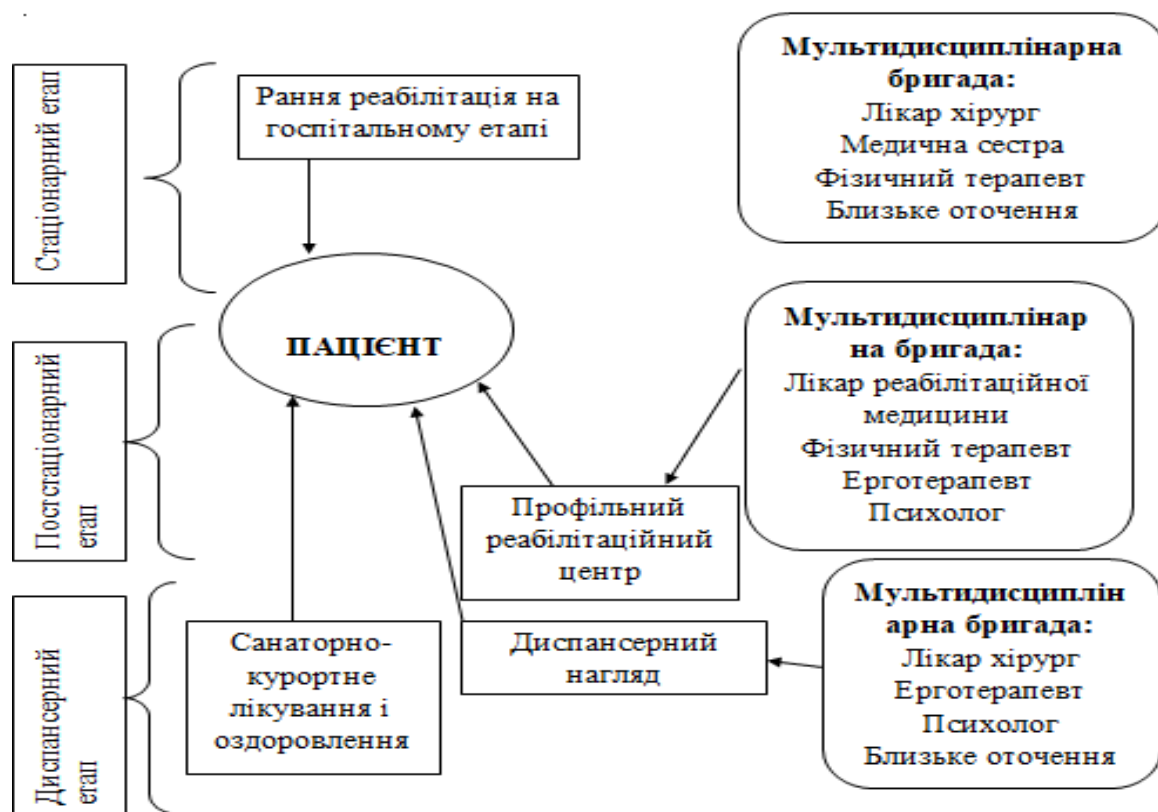 Стаціонарний етап
Рання реабілітація на
госпітальному етапі
Мультидисциплінарна
бригада:
Лікар хірург
Медична сестра
Фізичний терапевт
Близьке оточення
ПАЦІЄНТ
Постстаціонарний
етап
Профільний
реабілітаційний
центр
Мультидисциплінар
на бригада:
Лікар реабілітаційної
медицини
Фізичний терапевт
Ерготерапевт
Психолог
Диспансерний
етап
Санаторно-
курортне
лікування і
оздоровлення
Диспансерний
нагляд
Мультидисциплін
арна бригада:
Лікар хірург
Ерготерапевт
Психолог
Близьке оточення